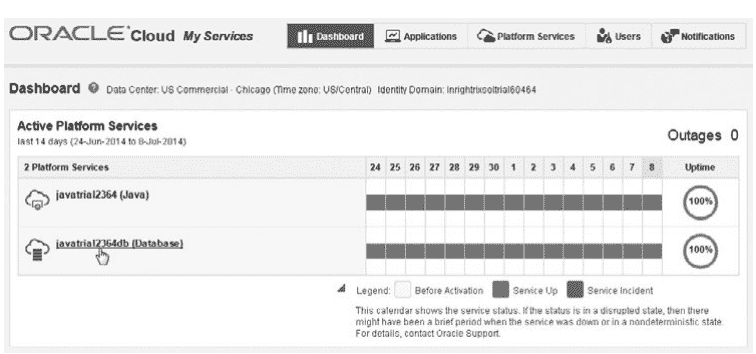 ORACLE Cloud My Services
Dashboard Applications Platform Services Users Notifications
Dashboard ? Data Center: US Commercial - Chicago (Time zone: US/Central) Identity Domain: inrightrixsoltrial60464
Active Platform Services
last 14 days (24-Jun-2014 to 8-Jul-2014)
Outages 0
2 Platform Services 24 25 26 27 28 29 30 1 2 3 4 5 6 7 8 Uptime
javatrial2364 (Java) 100%
javatrial2364db (Database) 100%
Legend: Before Activation Service Up Service Incident
This calendar shows the service status. If the status is in a disrupted state, then there
might have been a brief period when the service was down or in a nondeterministic state.
For details, contact Oracle Support.